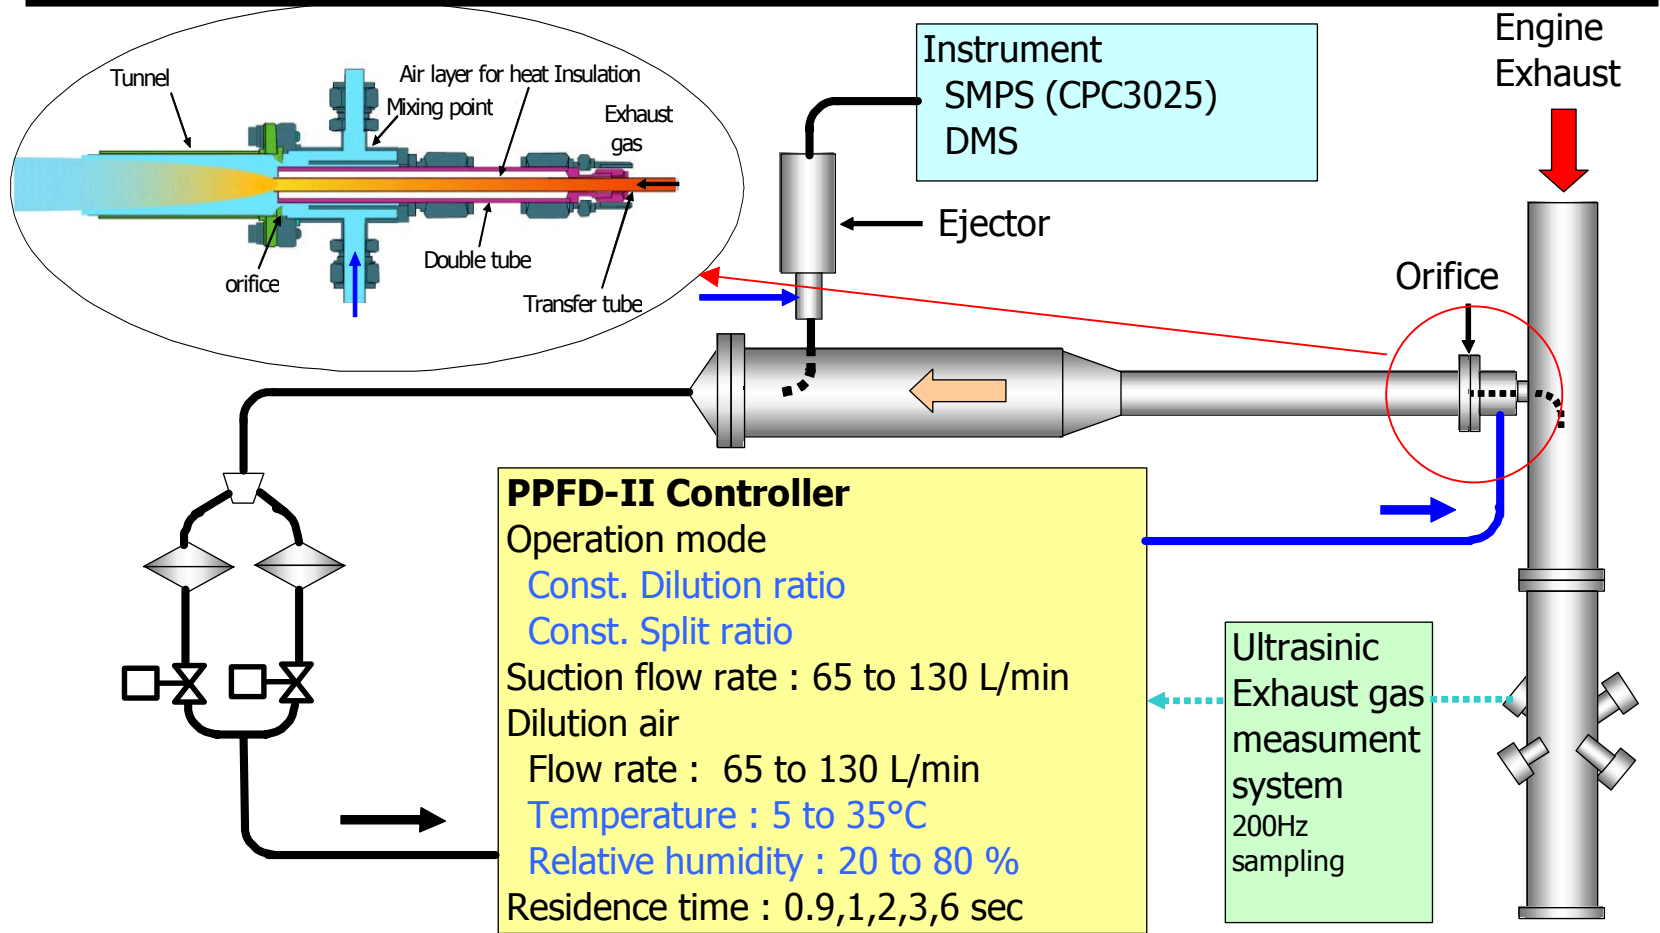 Tunnel
Air layer for heat Insulation
Mixing point
Exhaust
gas
orifice
Double tube
Transfer tube
Instrument
SMPS (CPC3025)
DMS
Ejector
Engine
Exhaust
Orifice
PPFD-II Controller
Operation mode
Const. Dilution ratio
Const. Split ratio
Suction flow rate : 65 to 130 L/min
Dilution air
Flow rate :  65 to 130 L/min
Temperature : 5 to 35°C
Relative humidity : 20 to 80 %
Residence time : 0.9,1,2,3,6 sec
Ultrasinic
Exhaust gas
measument
system
200Hz
sampling